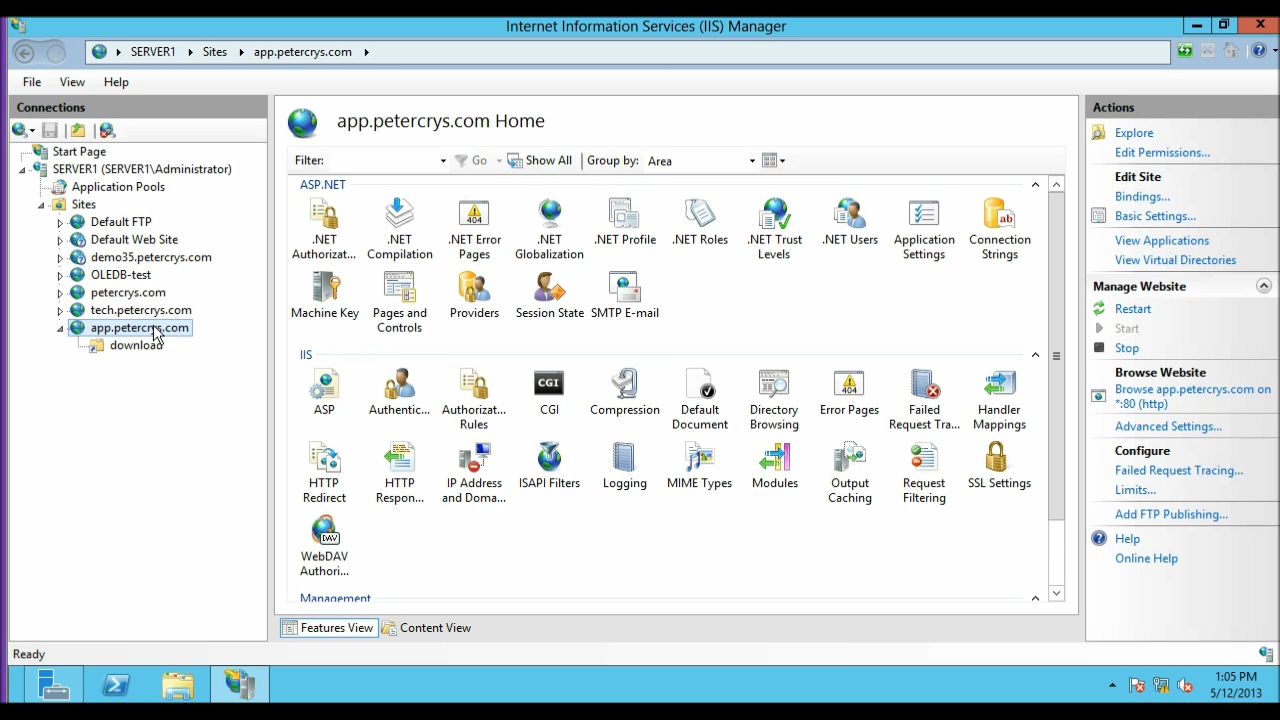 Internet Information Services (IIS) Manager
SERVER1 Sites app.petercrys.com
File View Help
Connections
Start Page
SERVER1 (SERVER1\Administrator)
Application Pools
Sites
Default FTP
Default Web Site
demo35.petercrys.com
OLEDB-test
petercrys.com
tech.petercrys.com
app.petercrys.com
download
app.petercrys.com Home
Filter: Go Show All Group by: Area
ASP.NET
.NET Authorizat...
.NET Compilation
.NET Error Pages
.NET Globalization
.NET Profile
.NET Roles
.NET Trust Levels
.NET Users
Application Settings
Connection Strings
ab
404
Machine Key
Pages and Controls
Providers
Session State
SMTP E-mail
IIS
ASP
Authentic...
Authorizat... Rules
CGI
CGI
Compression
Default Document
Directory Browsing
404
Error Pages
Failed Request Tra...
Handler Mappings
HTTP Redirect
HTTP Respon...
IP Address and Doma...
ISAPI Filters
Logging
MIME Types
Modules
Output Caching
Request Filtering
SSL Settings
DAV
WebDAV Authori...
Management
Features View Content View
Actions
Explore
Edit Permissions...
Edit Site
Bindings...
Basic Settings...
View Applications
View Virtual Directories
Manage Website
Restart
Start
Stop
Browse Website
Browse app.petercrys.com on
*:80 (http)
Advanced Settings...
Configure
Failed Request Tracing...
Limits...
Add FTP Publishing...
Help
Online Help
Ready
1:05 PM
5/12/2013